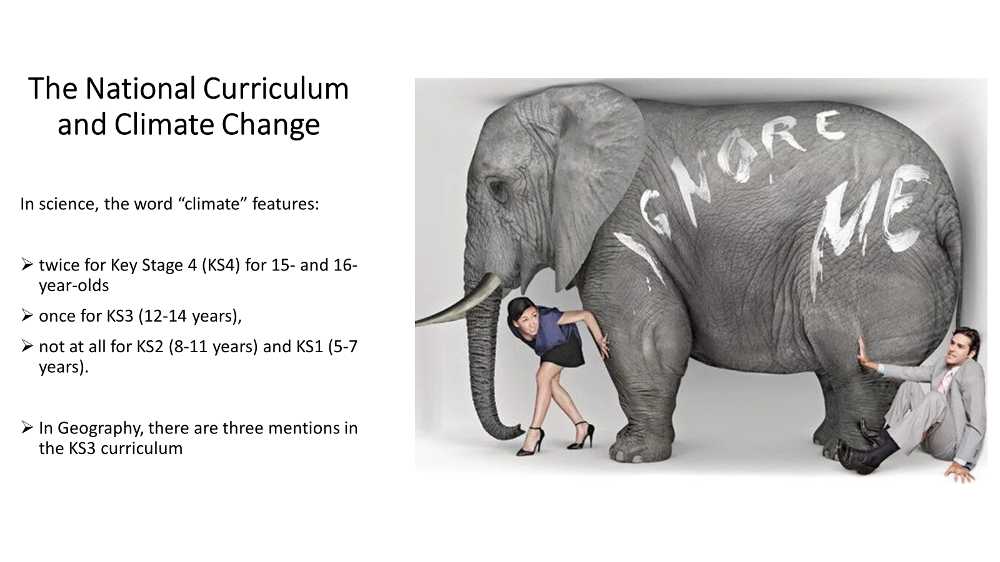 The National Curriculum
and Climate Change
In science, the word “climate” features:
➢ twice for Key Stage 4 (KS4) for 15- and 16-
year-olds
➢ once for KS3 (12-14 years),
➢ not at all for KS2 (8-11 years) and KS1 (5-7
years).
➢ In Geography, there are three mentions in
the KS3 curriculum
IGNORE
ME